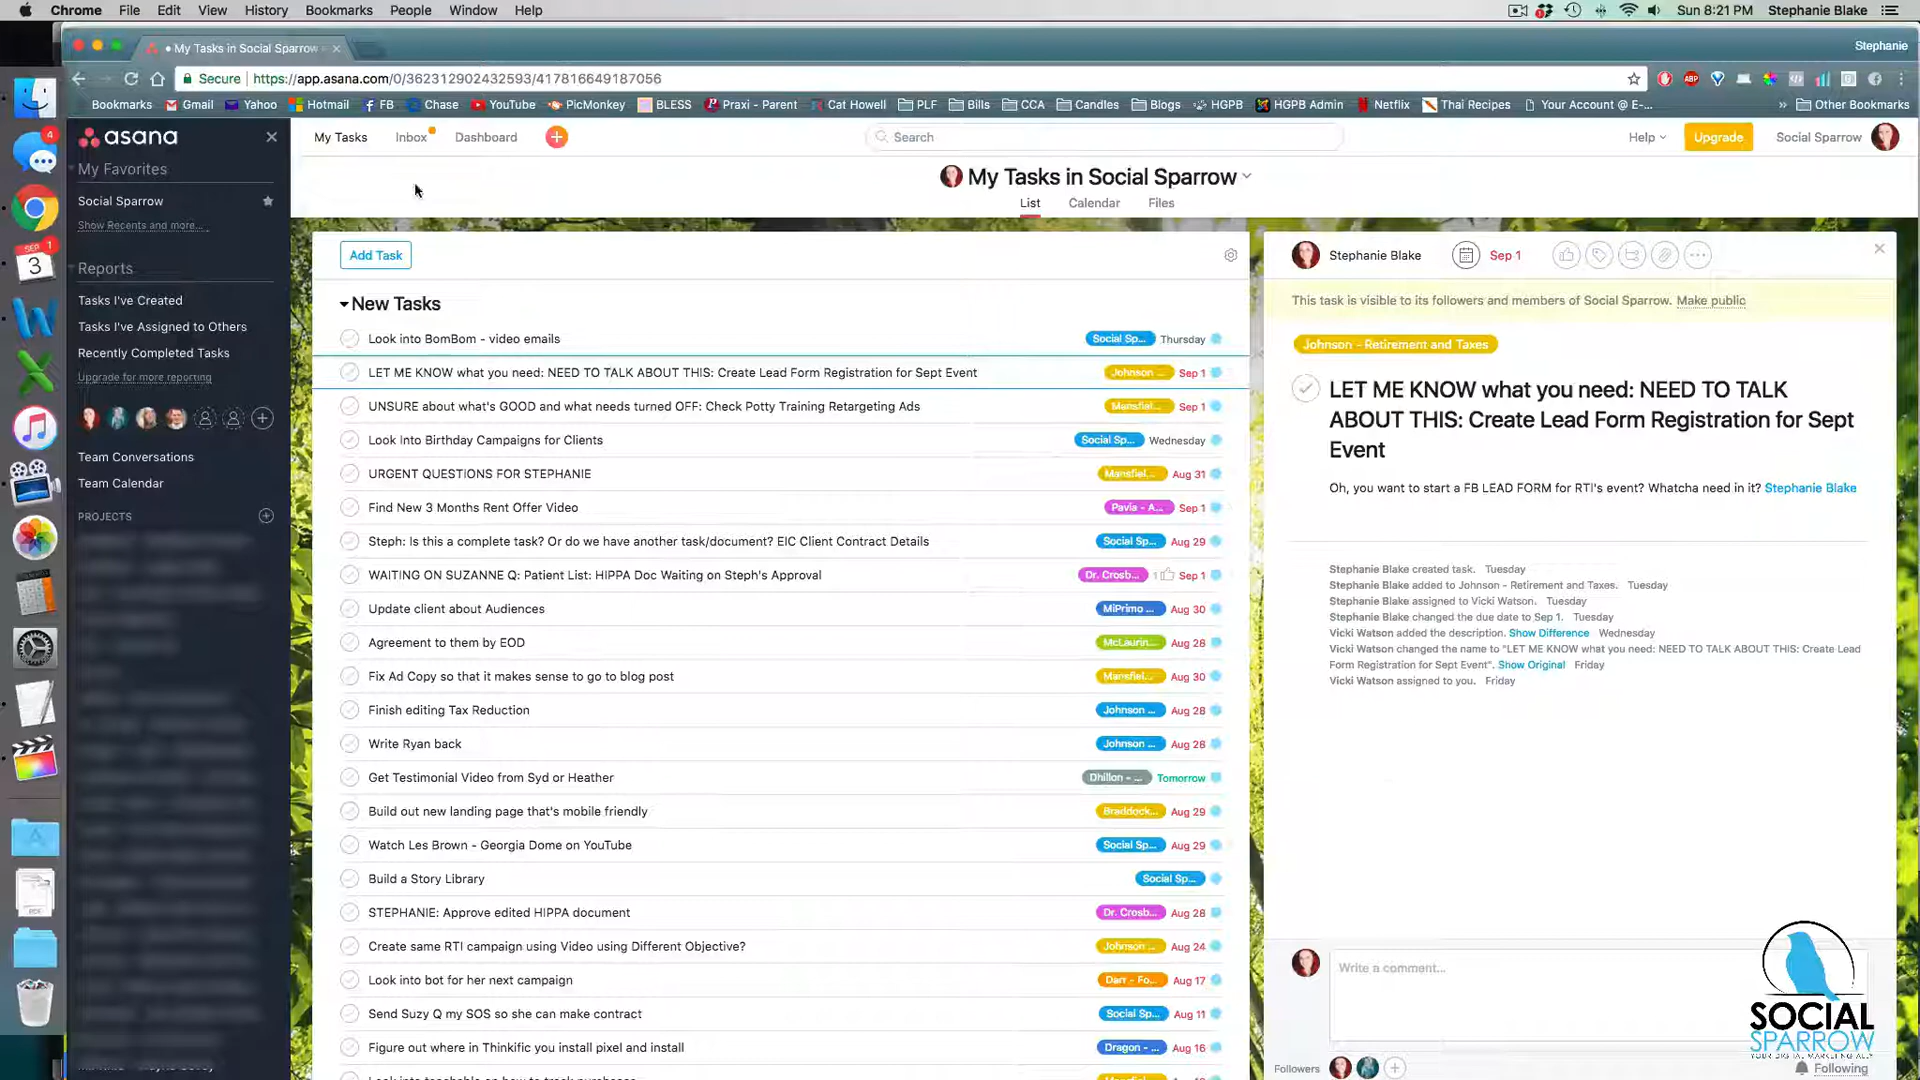 Chrome File Edit View History Bookmarks People Window Help Sun 8:21 PM Stephanie Blake
My Tasks in Social Sparrow Stephanie
Secure https://app.asana.com/0/362312902432593/417816649187056
Bookmarks Gmail Yahoo Hotmail FB Chase YouTube PicMonkey BLESS Praxi - Parent Cat Howell PLF Bills CCA Candles Blogs HGPB HGPB Admin Netflix Thai Recipes Your Account @ E-... Other Bookmarks
asana My Tasks Inbox Dashboard Search Help Upgrade Social Sparrow
My Favorites
Social Sparrow
Show Recents and more...
Reports
Tasks I've Created
Tasks I've Assigned to Others
Recently Completed Tasks
Upgrade for more reporting
Team Conversations
Team Calendar
PROJECTS
4
SEP 1
3
My Tasks in Social Sparrow
List Calendar Files
Add Task
New Tasks
Look into BomBom - video emails Social Sp... Thursday
LET ME KNOW what you need: NEED TO TALK ABOUT THIS: Create Lead Form Registration for Sept Event Johnson ... Sep 1
UNSURE about what's GOOD and what needs turned OFF: Check Potty Training Retargeting Ads Mansfiel... Sep 1
Look Into Birthday Campaigns for Clients Social Sp... Wednesday
URGENT QUESTIONS FOR STEPHANIE Mansfiel... Aug 31
Find New 3 Months Rent Offer Video Pavia - A... Sep 1
Steph: Is this a complete task? Or do we have another task/document? EIC Client Contract Details Social Sp... Aug 29
WAITING ON SUZANNE Q: Patient List: HIPPA Doc Waiting on Steph's Approval Dr. Crosb... 1 Sep 1
Update client about Audiences MiPrimo ... Aug 30
Agreement to them by EOD McLaurin... Aug 28
Fix Ad Copy so that it makes sense to go to blog post Mansfiel... Aug 30
Finish editing Tax Reduction Johnson ... Aug 28
Write Ryan back Johnson ... Aug 28
Get Testimonial Video from Syd or Heather Dhillon - ... Tomorrow
Build out new landing page that's mobile friendly Braddock... Aug 29
Watch Les Brown - Georgia Dome on YouTube Social Sp... Aug 29
Build a Story Library Social Sp...
STEPHANIE: Approve edited HIPPA document Dr. Crosb... Aug 28
Create same RTI campaign using Video using Different Objective? Johnson ... Aug 24
Look into bot for her next campaign Darr - Fo... Aug 17
Send Suzy Q my SOS so she can make contract Social Sp... Aug 11
Figure out where in Thinkific you install pixel and install Dragon - ... Aug 16
Stephanie Blake Sep 1
This task is visible to its followers and members of Social Sparrow. Make public
Johnson - Retirement and Taxes
LET ME KNOW what you need: NEED TO TALK
ABOUT THIS: Create Lead Form Registration for Sept
Event
Oh, you want to start a FB LEAD FORM for RTI's event? Whatcha need in it? Stephanie Blake
Stephanie Blake created task. Tuesday
Stephanie Blake added to Johnson - Retirement and Taxes. Tuesday
Stephanie Blake assigned to Vicki Watson. Tuesday
Stephanie Blake changed the due date to Sep 1. Tuesday
Vicki Watson added the description. Show Difference Wednesday
Vicki Watson changed the name to "LET ME KNOW what you need: NEED TO TALK ABOUT THIS: Create Lead
Form Registration for Sept Event". Show Original Friday
Vicki Watson assigned to you. Friday
Write a comment...
SOCIAL
SPARROW
YOUR DIGITAL MARKETING ALLY
Followers Following